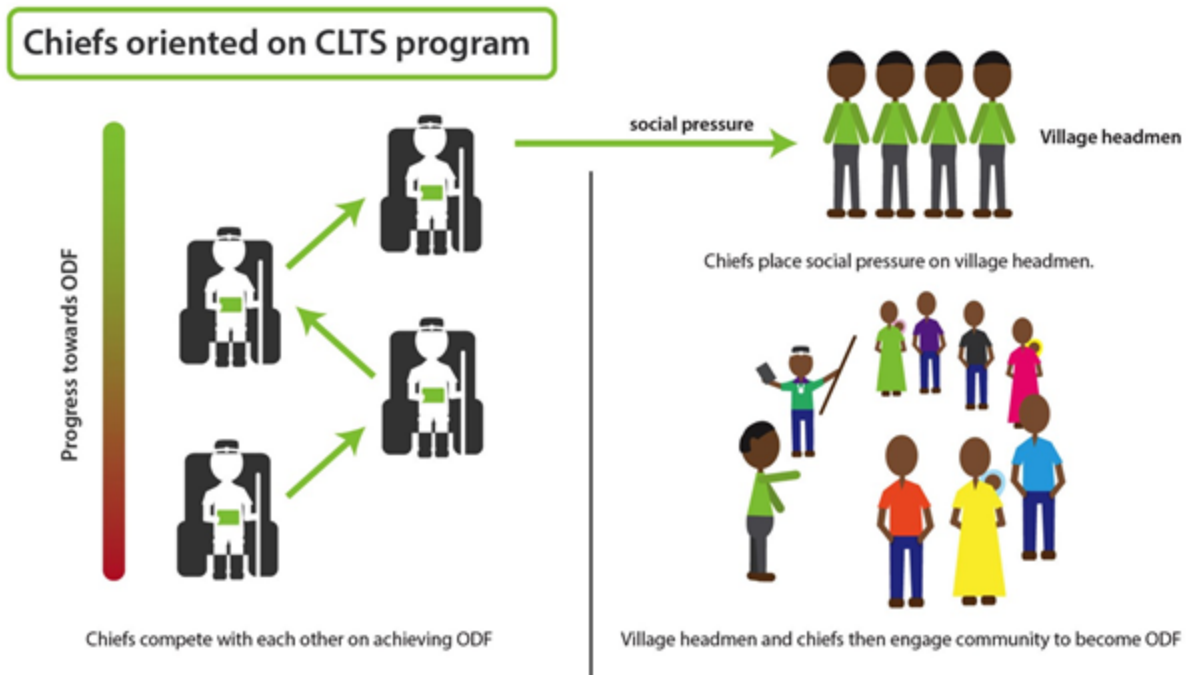 Chiefs oriented on CLTS program
social pressure
Village headmen
Chiefs place social pressure on village headmen.
Progress towards ODF
Chiefs compete with each other on achieving ODF
Village headmen and chiefs then engage community to become ODF